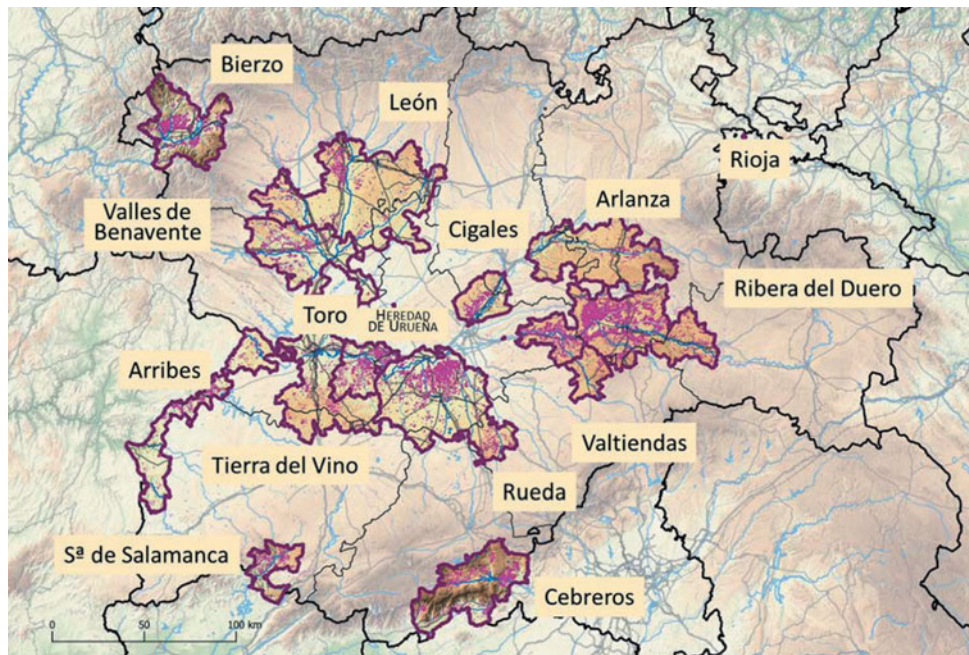 Bierzo
León
Rioja
Valles de
Benavente
Arlanza
Cigales
Ribera del Duero
Toro
HEREDAD
DE URUEÑA
Arribes
Valtiendas
Tierra del Vino
Rueda
Sª de Salamanca
Cebreros
0 50 100 km